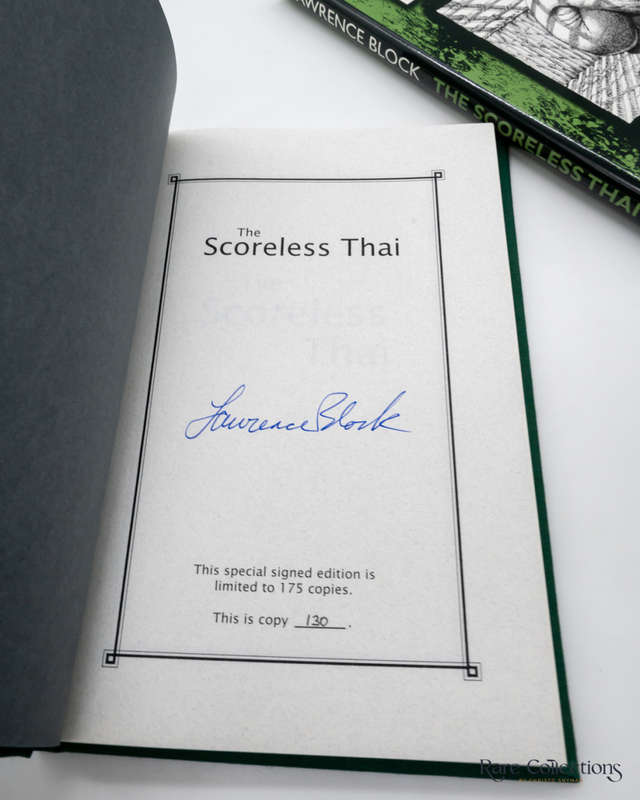 LAWRENCE BLOCK THE SCORELESS THAI
The
Scoreless Thai
Lawrence Block
This special signed edition is
limited to 175 copies.
This is copy 130.
Rare Collections